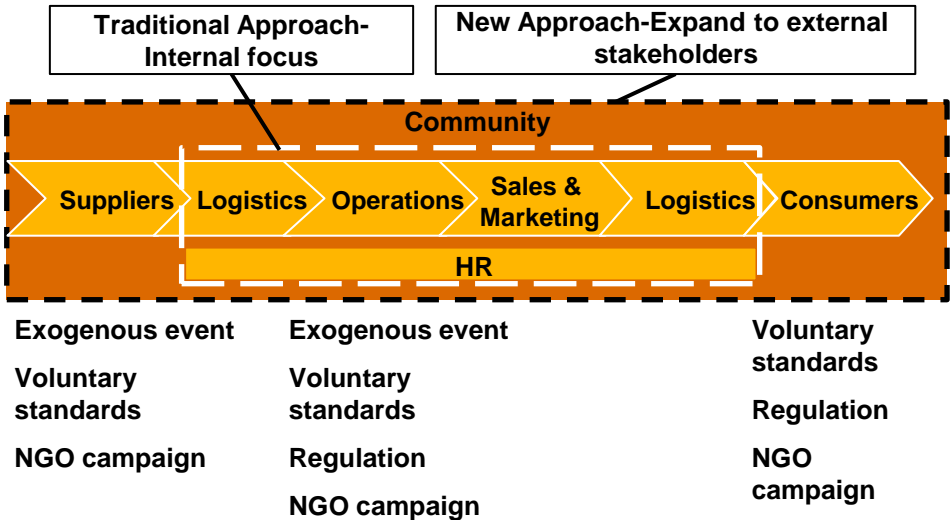 Traditional Approach-
Internal focus
New Approach-Expand to external
stakeholders
Community
Suppliers
Logistics
Operations
Sales &
Marketing
Logistics
Consumers
HR
Exogenous event
Voluntary
standards
NGO campaign
Exogenous event
Voluntary
standards
Regulation
NGO campaign
Voluntary
standards
Regulation
NGO
campaign